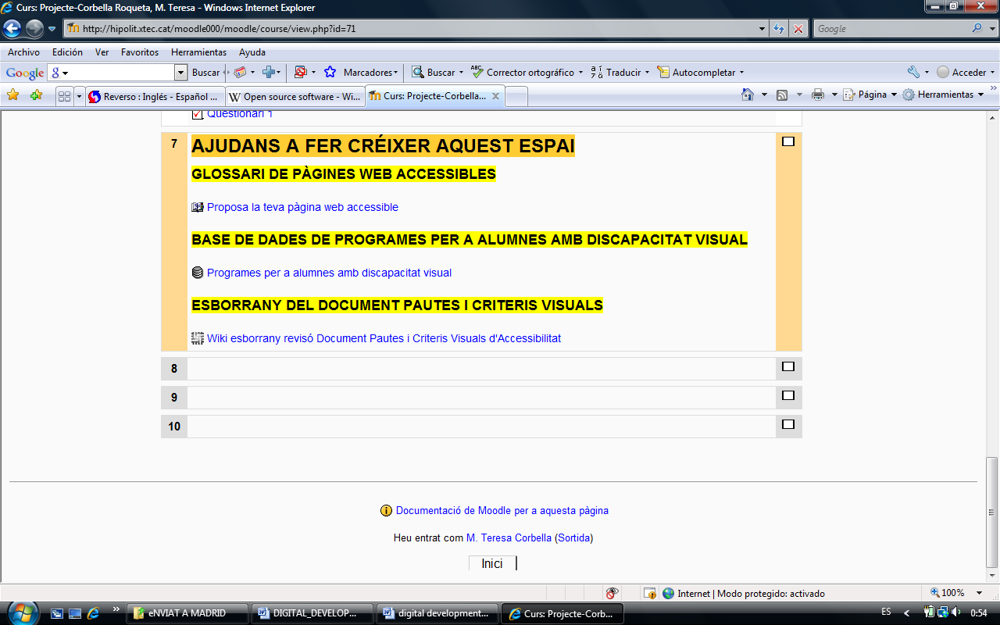 Curs: Projecte-Corbella Roqueta, M. Teresa - Windows Internet Explorer
http://hipolit.xtec.cat/moodle000/moodle/course/view.php?id=71
Google
Archivo Edición Ver Favoritos Herramientas Ayuda
Google g Buscar Marcadores Buscar ABC Corrector ortográfico Traducir Autocompletar Acceder
Reverso : Inglés - Español ... W Open source software - Wi... Curs: Projecte-Corbella... Página Herramientas
Qüestionari 1
7 AJUDANS A FER CRÉIXER AQUEST ESPAI
GLOSSARI DE PÀGINES WEB ACCESSIBLES
Proposa la teva pàgina web accessible
BASE DE DADES DE PROGRAMES PER A ALUMNES AMB DISCAPACITAT VISUAL
Programes per a alumnes amb discapacitat visual
ESBORRANY DEL DOCUMENT PAUTES I CRITERIS VISUALS
Wiki esborrany revisó Document Pautes i Criteris Visuals d'Accessibilitat
8
9
10
Documentació de Moodle per a aquesta pàgina
Heu entrat com M. Teresa Corbella (Sortida)
Inici
Internet | Modo protegido: activado 100%
eNVIAT A MADRID DIGITAL_DEVELOP... digital development... Curs: Projecte-Corb... ES 0:54